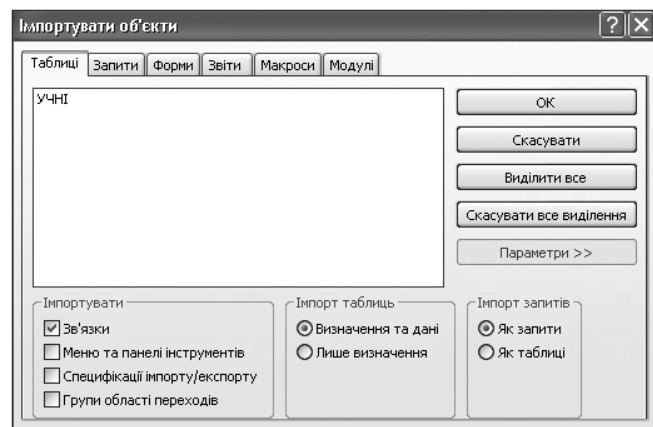 Імпортувати об'єкти
Таблиці Запити Форми Звіти Макроси Модулі
УЧНІ
ОК
Скасувати
Виділити все
Скасувати все виділення
Параметри >>
Імпортувати
Зв'язки
Меню та панелі інструментів
Специфікації імпорту/експорту
Групи області переходів
Імпорт таблиць
Визначення та дані
Лише визначення
Імпорт запитів
Як запити
Як таблиці